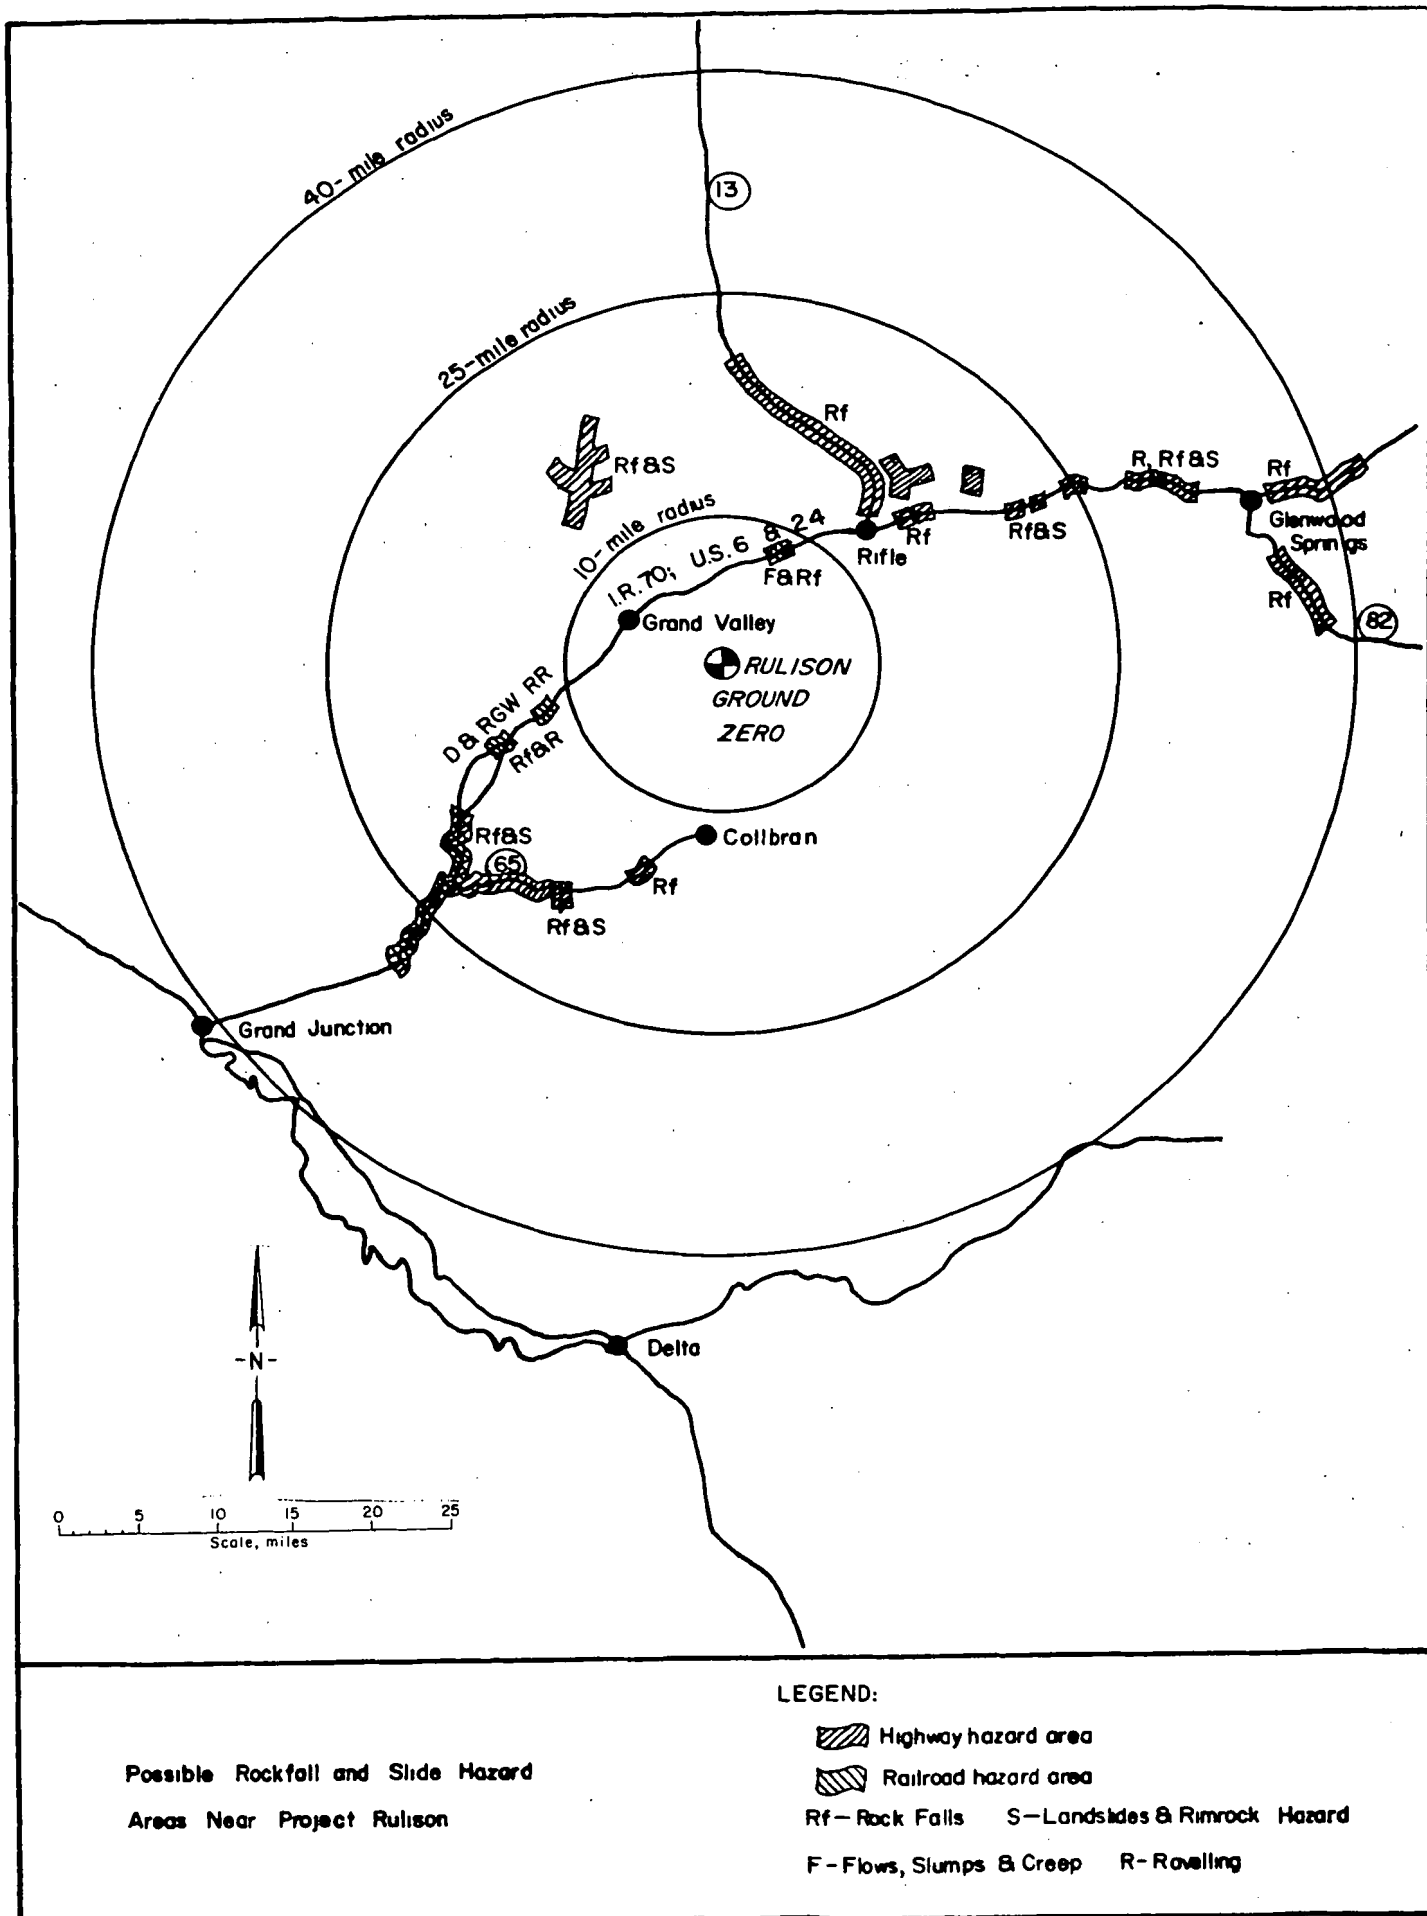 40-mile radius
13
25-mile radius
Rf
Rf&S
R, Rf&S
Rf
10-mile radius
I.R.70; U.S. 6 & 24
F&Rf
Rifle
Rf
Rf&S
Glenwood
Springs
Rf
82
Grand Valley
RULISON
GROUND
ZERO
D& RGW RR
Rf&R
Rf&S
65
Collbran
Rf
Rf&S
Grand Junction
Delta
-N-
0 5 10 15 20 25
Scale, miles
LEGEND:
Highway hazard area
Railroad hazard area
Rf-Rock Falls S-Landslides & Rimrock Hazard
F-Flows, Slumps & Creep R-Ravelling
Possible Rockfall and Slide Hazard
Areas Near Project Rulison